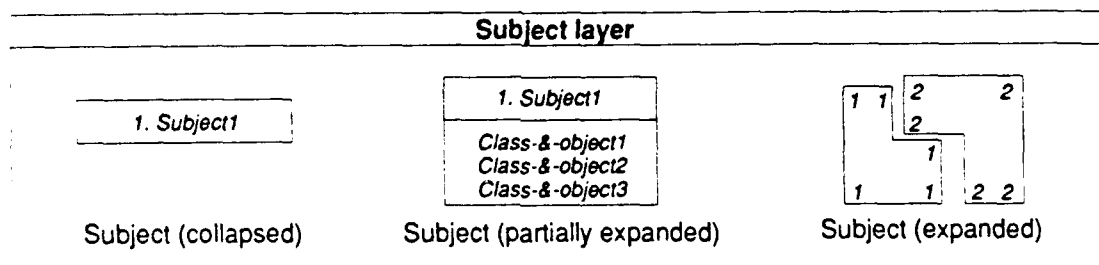 Subject layer
1. Subject1
Subject (collapsed)
1. Subject1
Class-&-object1
Class-&-object2
Class-&-object3
Subject (partially expanded)
1 1 2 2
2
1
1 1 2 2
Subject (expanded)